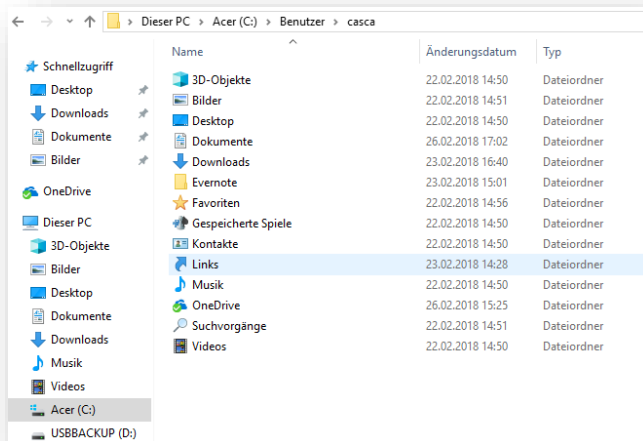 Dieser PC > Acer (C:) > Benutzer > casca
Name Änderungsdatum Typ
Schnellzugriff
Desktop
Downloads
Dokumente
Bilder
OneDrive
Dieser PC
3D-Objekte
Bilder
Desktop
Dokumente
Downloads
Musik
Videos
Acer (C:)
USBBACKUP (D:)
3D-Objekte 22.02.2018 14:50 Dateiordner
Bilder 22.02.2018 14:51 Dateiordner
Desktop 22.02.2018 14:50 Dateiordner
Dokumente 26.02.2018 17:02 Dateiordner
Downloads 23.02.2018 16:40 Dateiordner
Evernote 23.02.2018 15:01 Dateiordner
Favoriten 22.02.2018 14:56 Dateiordner
Gespeicherte Spiele 22.02.2018 14:50 Dateiordner
Kontakte 22.02.2018 14:50 Dateiordner
Links 23.02.2018 14:28 Dateiordner
Musik 22.02.2018 14:50 Dateiordner
OneDrive 26.02.2018 15:25 Dateiordner
Suchvorgänge 22.02.2018 14:51 Dateiordner
Videos 22.02.2018 14:50 Dateiordner